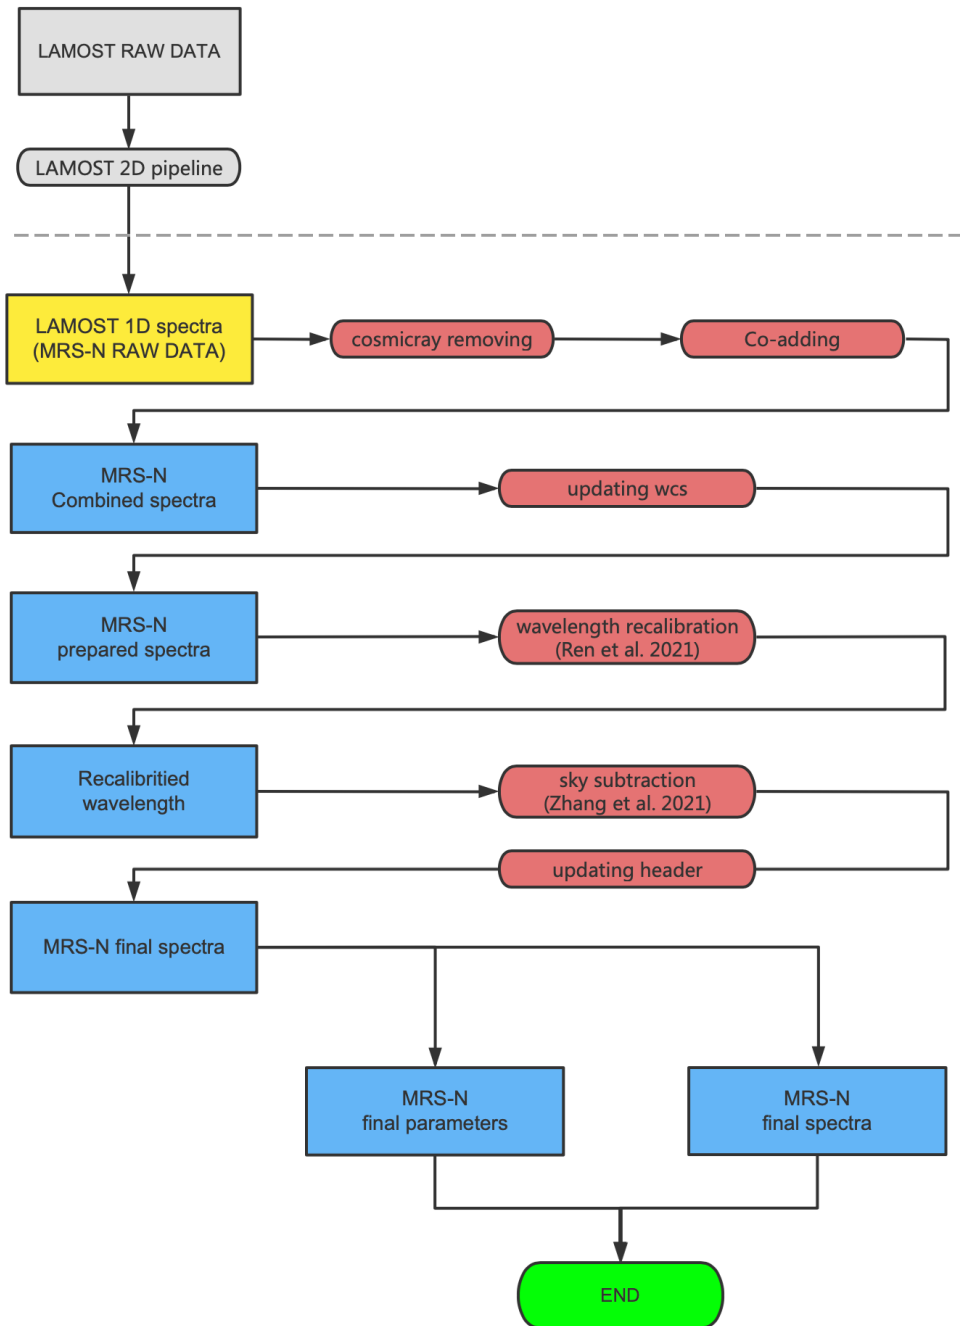 LAMOST RAW DATA
LAMOST 2D pipeline
LAMOST 1D spectra
(MRS-N RAW DATA)
cosmicray removing
Co-adding
MRS-N
Combined spectra
updating wcs
MRS-N
prepared spectra
wavelength recalibration
(Ren et al. 2021)
Recalibritied
wavelength
sky subtraction
(Zhang et al. 2021)
updating header
MRS-N final spectra
MRS-N
final parameters
MRS-N
final spectra
END